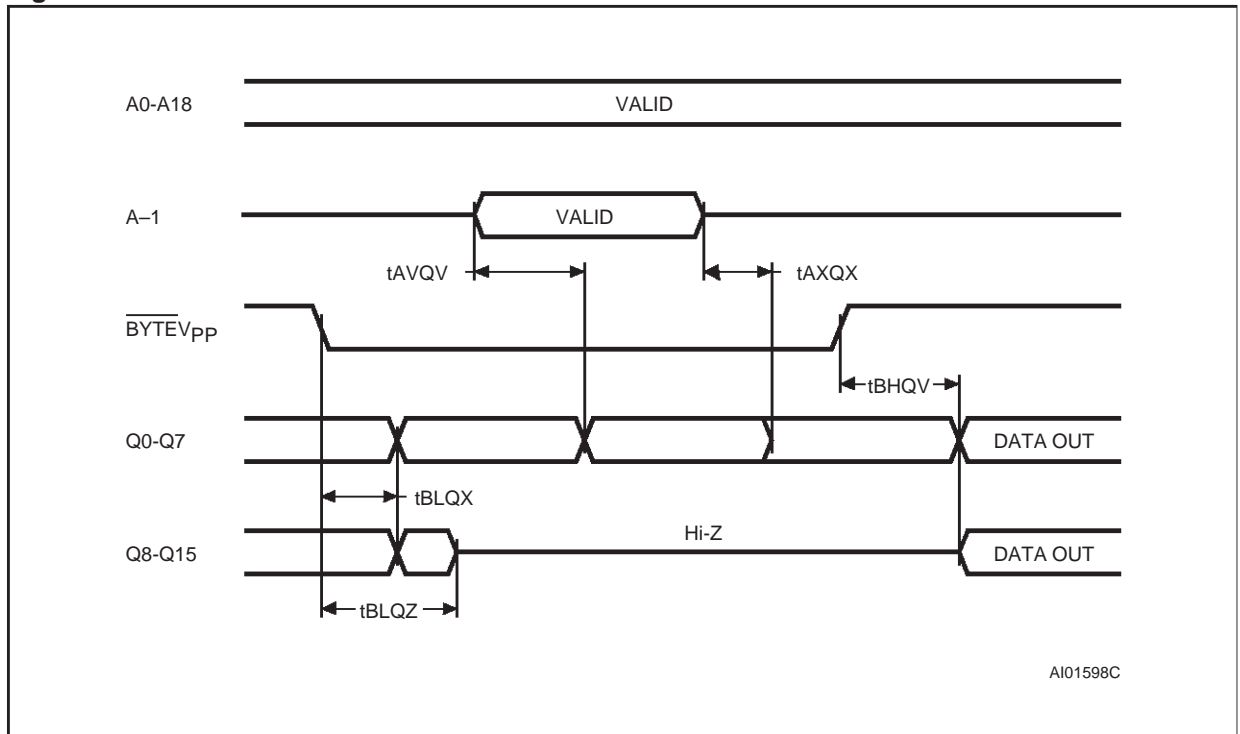 A0-A18
VALID
A–1
VALID
tAVQV
tAXQX
BYTEVPP
tBHQV
Q0-Q7
DATA OUT
tBLQX
Hi-Z
Q8-Q15
DATA OUT
tBLQZ
AI01598C